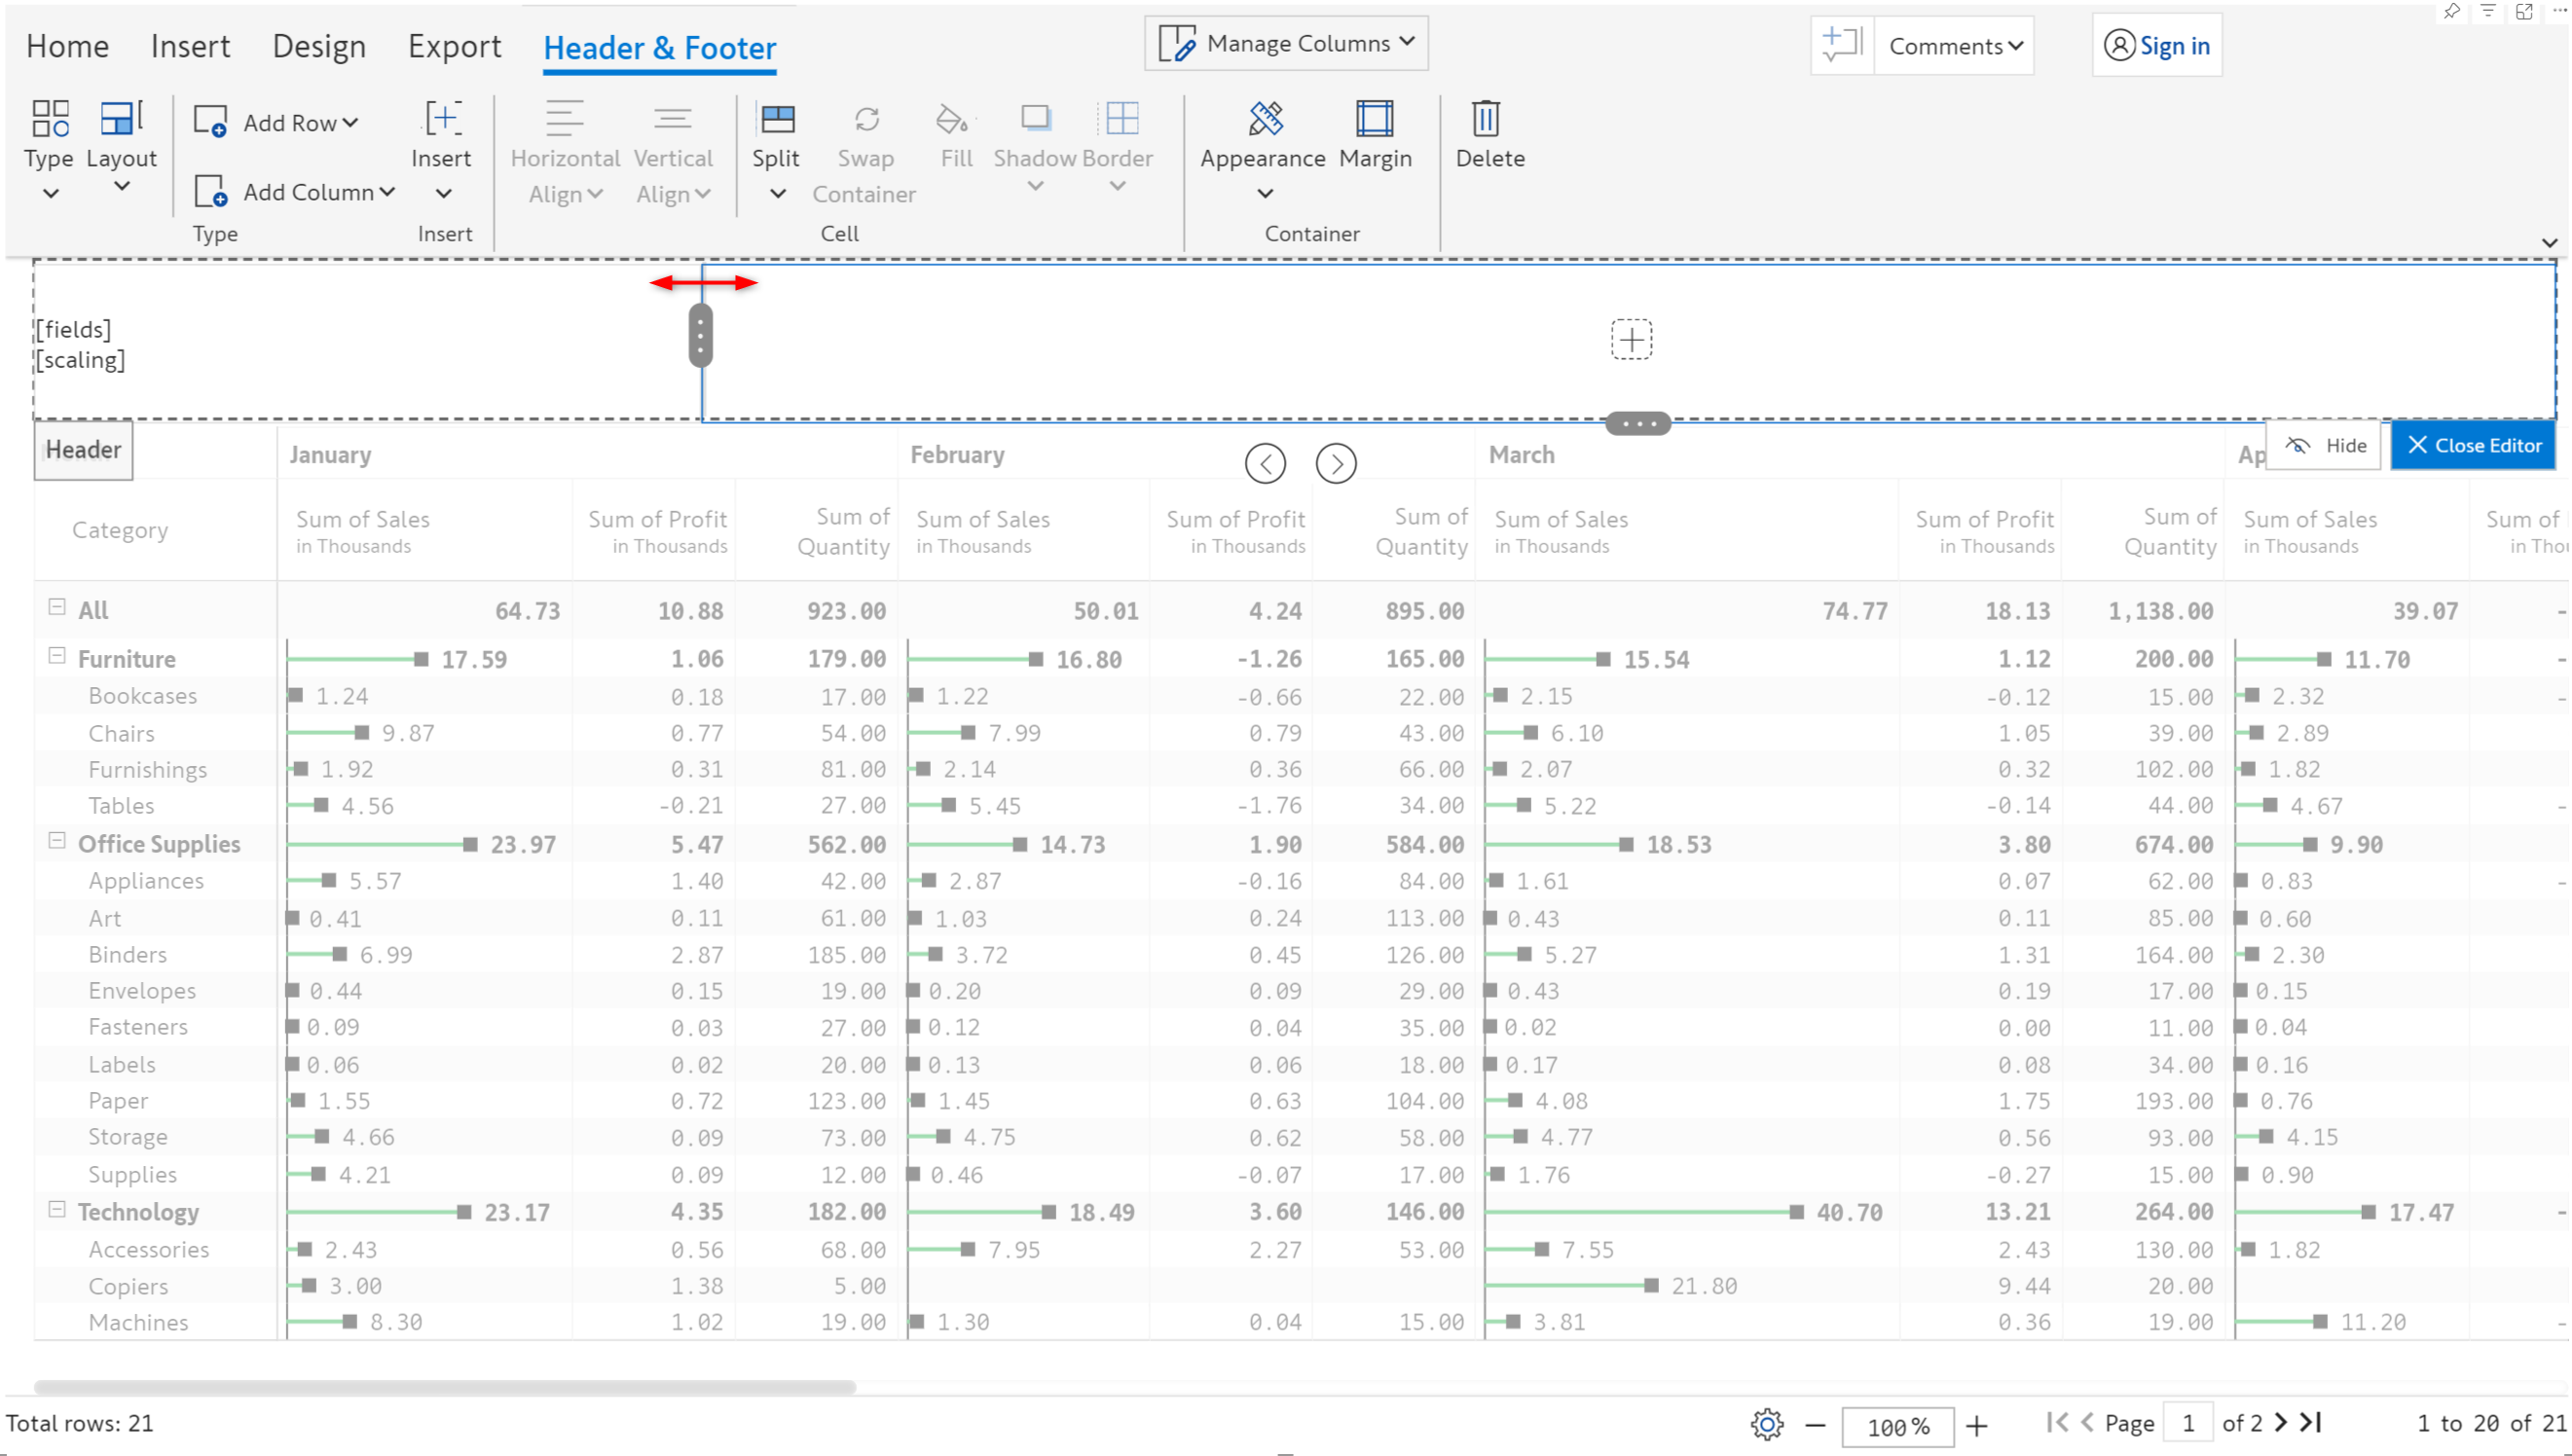 Home Insert Design Export Header & Footer Manage Columns Comments Sign in
Type Layout Add Row Add Column Insert Horizontal Align Vertical Align Split Swap Container Fill Shadow Border Appearance Margin Delete
Type Insert Cell Container
[fields]
[scaling]
Header January February March Ap Hide Close Editor
Category Sum of Sales in Thousands Sum of Profit in Thousands Sum of Quantity Sum of Sales in Thousands Sum of Profit in Thousands Sum of Quantity Sum of Sales in Thousands Sum of Profit in Thousands Sum of Quantity Sum of Sales in Thousands Sum of in Thou
All 64.73 10.88 923.00 50.01 4.24 895.00 74.77 18.13 1,138.00 39.07 -
Furniture 17.59 1.06 179.00 16.80 -1.26 165.00 15.54 1.12 200.00 11.70 -
Bookcases 1.24 0.18 17.00 1.22 -0.66 22.00 2.15 -0.12 15.00 2.32 -
Chairs 9.87 0.77 54.00 7.99 0.79 43.00 6.10 1.05 39.00 2.89
Furnishings 1.92 0.31 81.00 2.14 0.36 66.00 2.07 0.32 102.00 1.82
Tables 4.56 -0.21 27.00 5.45 -1.76 34.00 5.22 -0.14 44.00 4.67 -
Office Supplies 23.97 5.47 562.00 14.73 1.90 584.00 18.53 3.80 674.00 9.90
Appliances 5.57 1.40 42.00 2.87 -0.16 84.00 1.61 0.07 62.00 0.83 -
Art 0.41 0.11 61.00 1.03 0.24 113.00 0.43 0.11 85.00 0.60
Binders 6.99 2.87 185.00 3.72 0.45 126.00 5.27 1.31 164.00 2.30
Envelopes 0.44 0.15 19.00 0.20 0.09 29.00 0.43 0.19 17.00 0.15
Fasteners 0.09 0.03 27.00 0.12 0.04 35.00 0.02 0.00 11.00 0.04
Labels 0.06 0.02 20.00 0.13 0.06 18.00 0.17 0.08 34.00 0.16
Paper 1.55 0.72 123.00 1.45 0.63 104.00 4.08 1.75 193.00 0.76
Storage 4.66 0.09 73.00 4.75 0.62 58.00 4.77 0.56 93.00 4.15
Supplies 4.21 0.09 12.00 0.46 -0.07 17.00 1.76 -0.27 15.00 0.90
Technology 23.17 4.35 182.00 18.49 3.60 146.00 40.70 13.21 264.00 17.47 -
Accessories 2.43 0.56 68.00 7.95 2.27 53.00 7.55 2.43 130.00 1.82
Copiers 3.00 1.38 5.00 21.80 9.44 20.00
Machines 8.30 1.02 19.00 1.30 0.04 15.00 3.81 0.36 19.00 11.20 -
Total rows: 21 100% Page 1 of 2 1 to 20 of 21